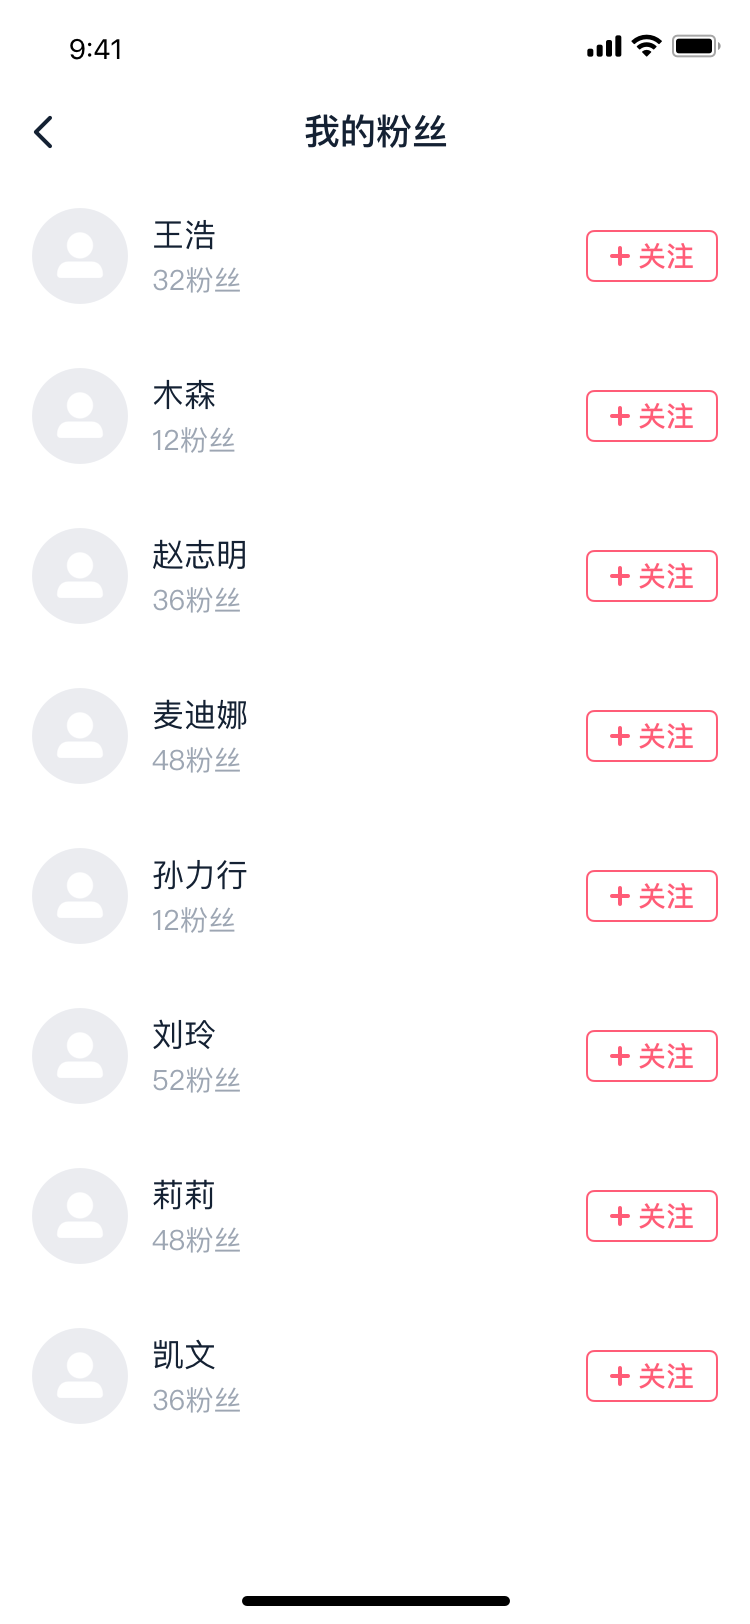 9:41
我的粉丝
王浩
32粉丝
关注
木森
12粉丝
关注
赵志明
36粉丝
关注
麦迪娜
48粉丝
关注
孙力行
12粉丝
关注
刘玲
52粉丝
关注
莉莉
48粉丝
关注
凯文
36粉丝
关注